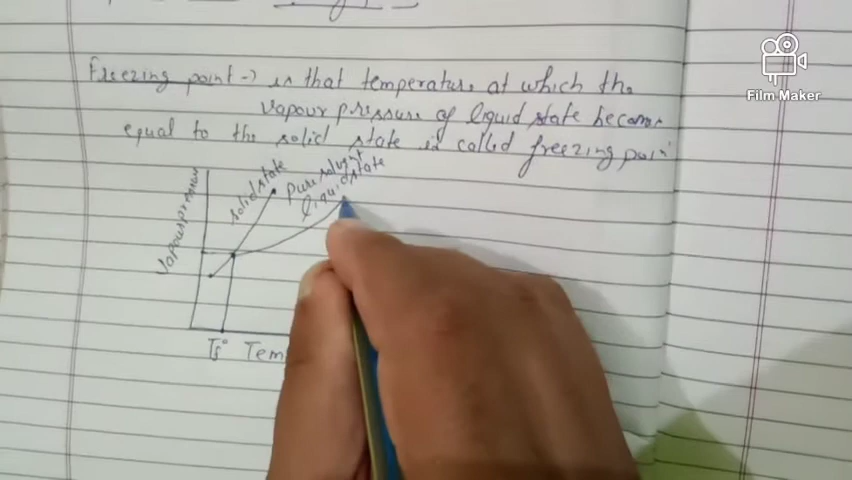 Freezing point → is that temperature at which the
vapour pressure of liquid state become
equal to the solid state is called freezing poin
solid state
pure solvent
liquid state
Vapour pressure
Tf° Tem
Film Maker